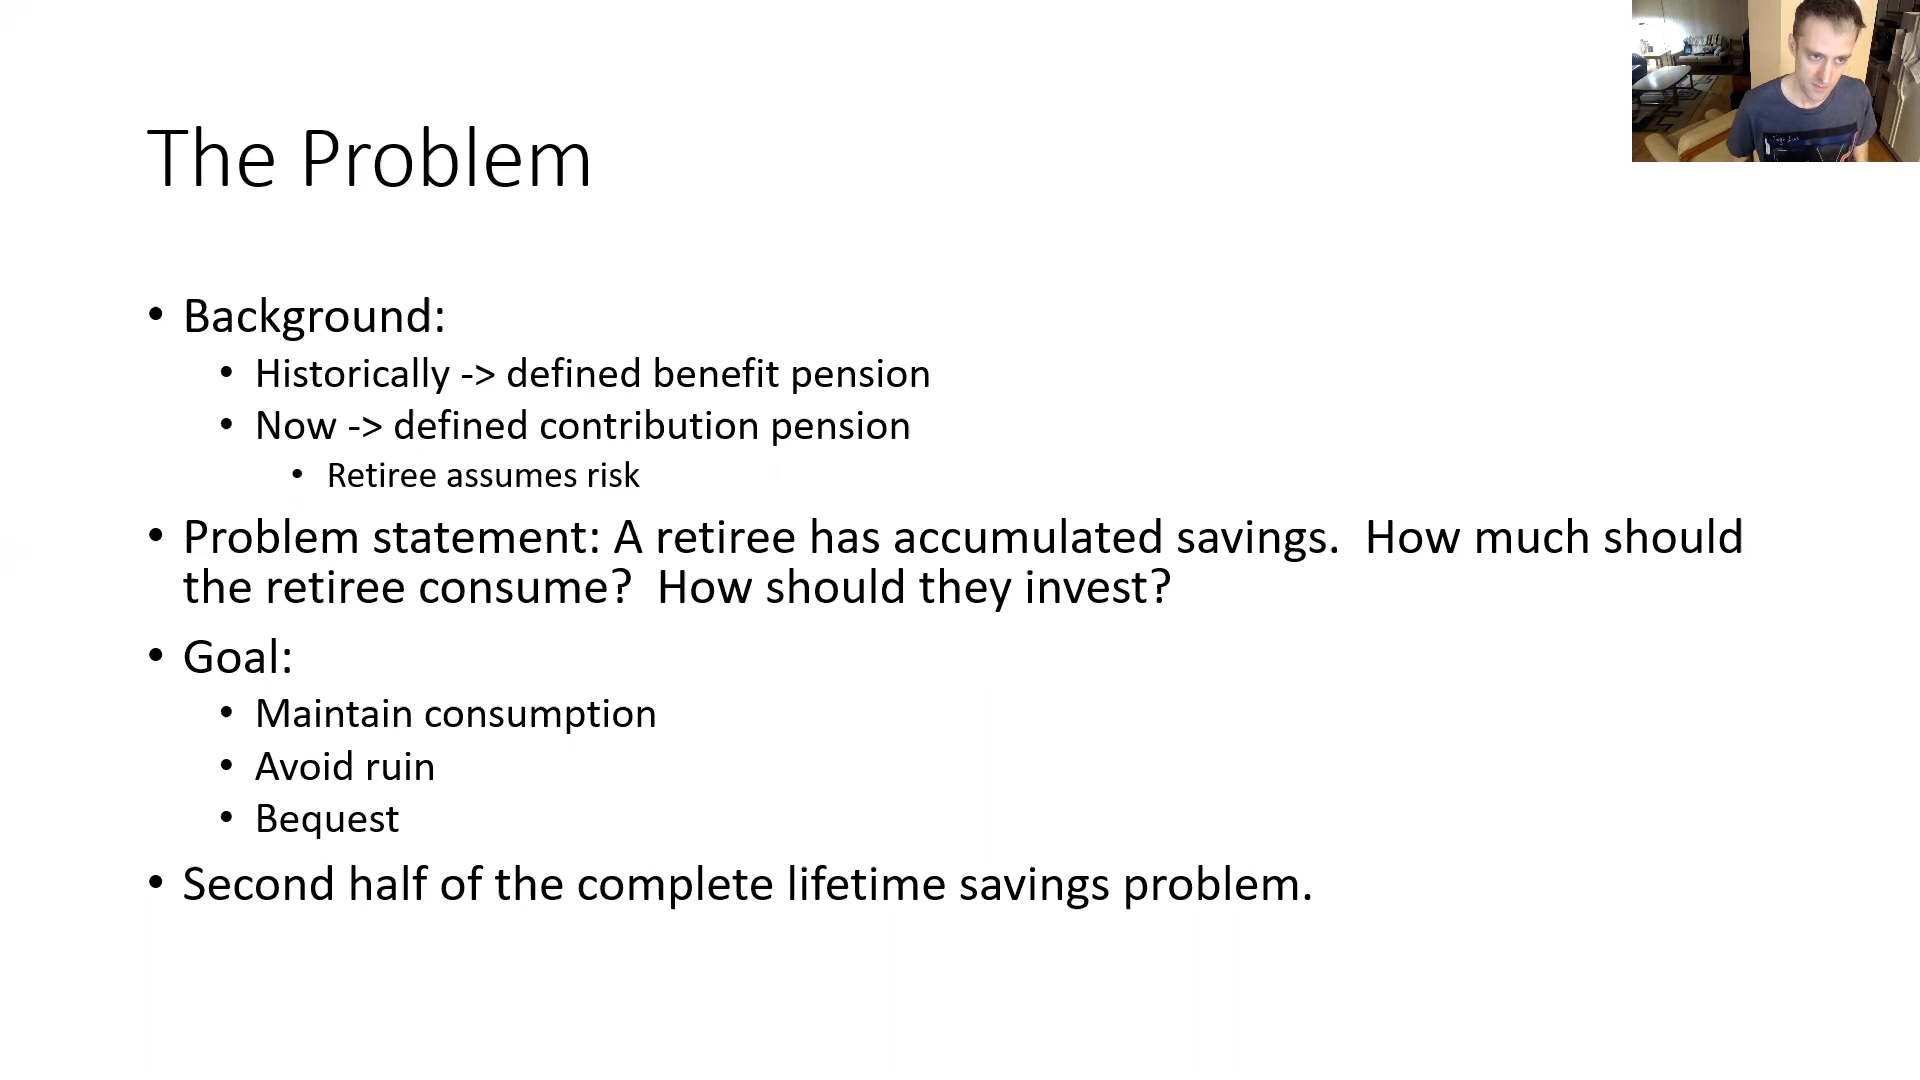 The Problem
• Background:
• Historically -> defined benefit pension
• Now -> defined contribution pension
• Retiree assumes risk
• Problem statement: A retiree has accumulated savings.  How much should
the retiree consume?  How should they invest?
• Goal:
• Maintain consumption
• Avoid ruin
• Bequest
• Second half of the complete lifetime savings problem.